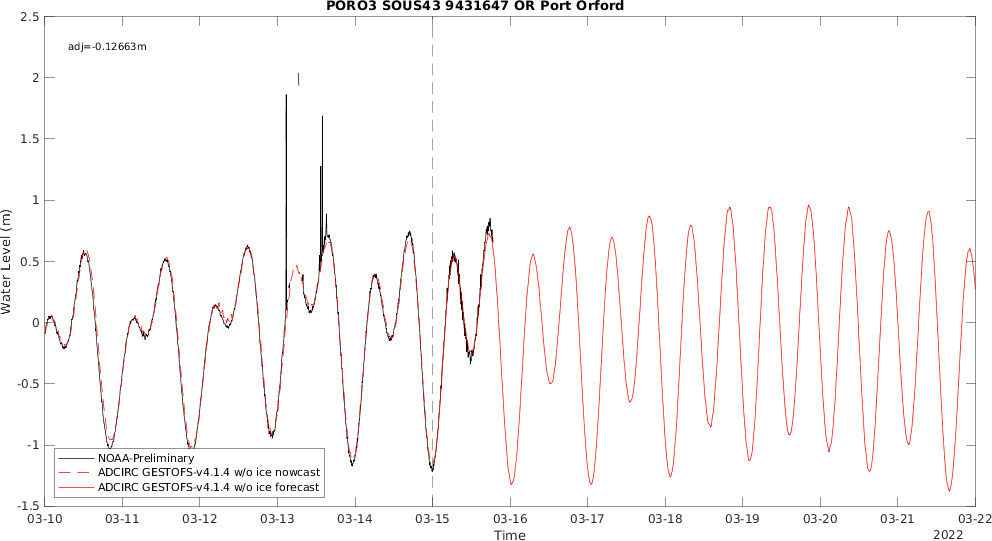 PORO3 SOUS43 9431647 OR Port Orford
adj=-0.12663m
2.5
2
1.5
1
0.5
0
-0.5
-1
-1.5
Water Level (m)
NOAA-Preliminary
ADCIRC GESTOFS-v4.1.4 w/o ice nowcast
ADCIRC GESTOFS-v4.1.4 w/o ice forecast
03-10 03-11 03-12 03-13 03-14 03-15 03-16 03-17 03-18 03-19 03-20 03-21 03-22
Time
2022